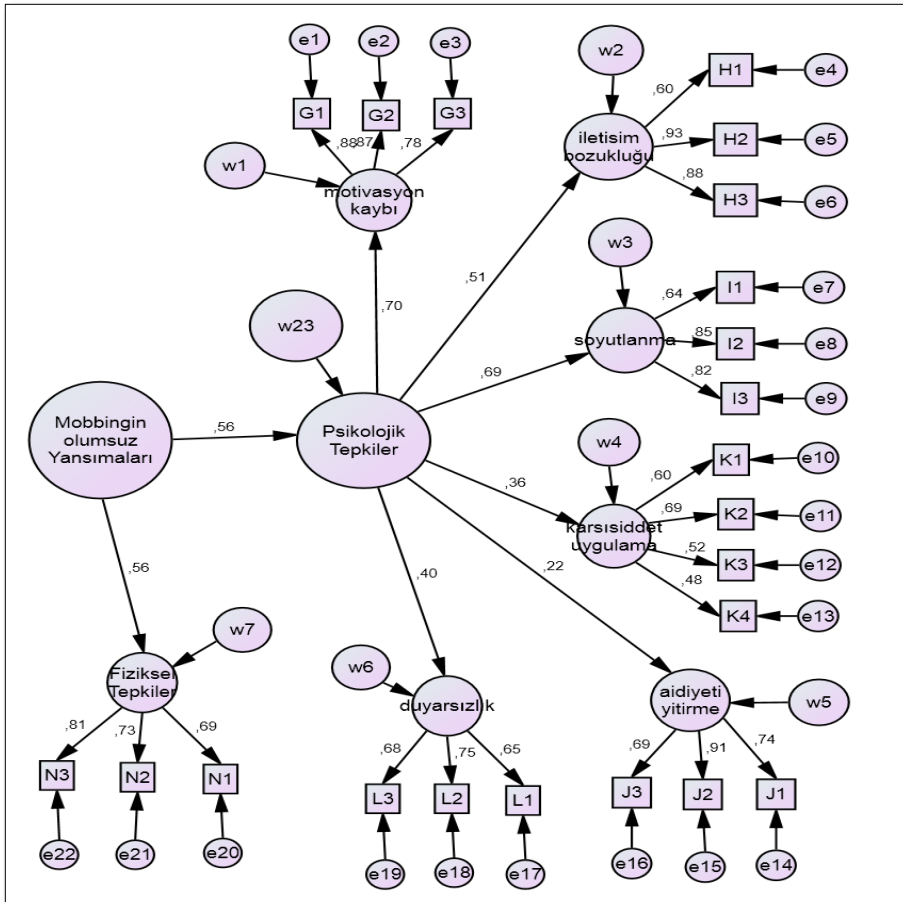 e1
e2
e3
G1
G2
G3
,88
,87
,78
w1
motivasyon
kaybı
w2
iletisim
bozukluğu
,60
,93
,88
H1
H2
H3
e4
e5
e6
,70
,51
w3
soyutlanma
,64
,85
,82
I1
I2
I3
e7
e8
e9
w23
,69
Mobbingin
olumsuz
Yansımaları
,56
Psikolojik
Tepkiler
w4
,36
karsısiddet
uygulama
,60
,69
,52
,48
K1
K2
K3
K4
e10
e11
e12
e13
,56
,40
,22
w7
Fiziksel
Tepkiler
,81
,73
,69
N3
N2
N1
e22
e21
e20
w6
duyarsızlık
,68
,75
,65
L3
L2
L1
e19
e18
e17
aidiyeti
yitirme
w5
,69
,91
,74
J3
J2
J1
e16
e15
e14